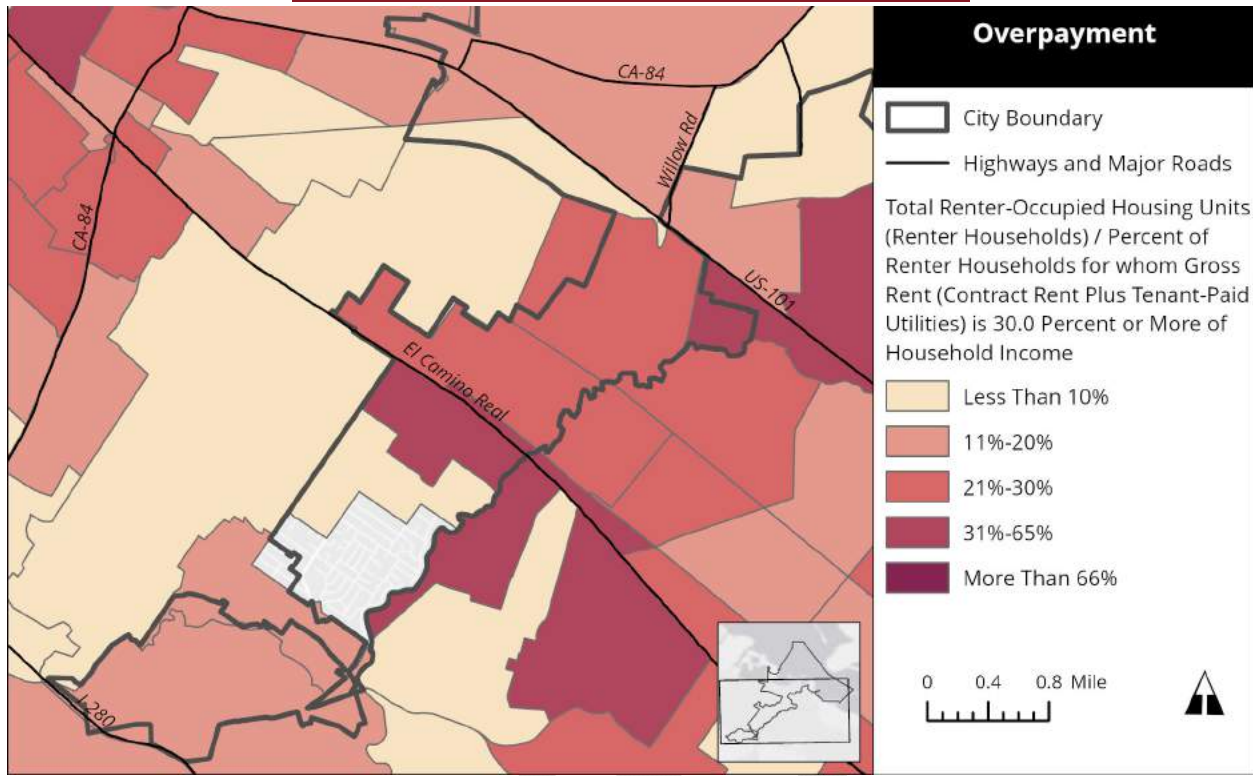 Overpayment
City Boundary
Highways and Major Roads
Total Renter-Occupied Housing Units
(Renter Households) / Percent of
Renter Households for whom Gross
Rent (Contract Rent Plus Tenant-Paid
Utilities) is 30.0 Percent or More of
Household Income
Less Than 10%
11%-20%
21%-30%
31%-65%
More Than 66%
0 0.4 0.8 Mile
CA-84
Willow Rd
CA-84
US-101
El Camino Real
I-280